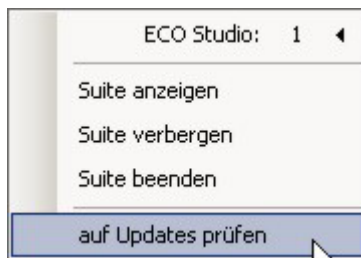 ECO Studio: 1
Suite anzeigen
Suite verbergen
Suite beenden
auf Updates prüfen